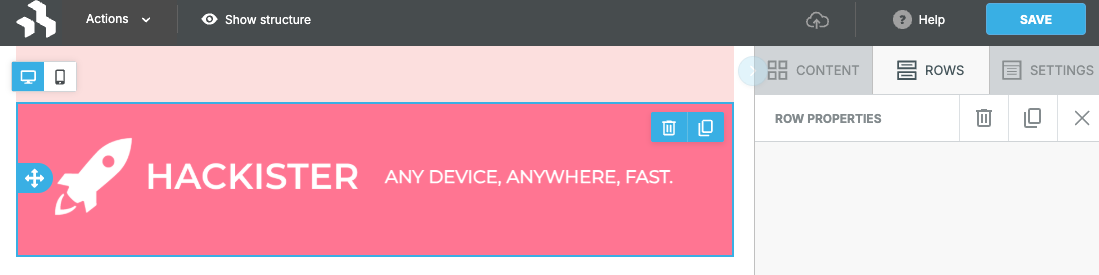 Actions
Show structure
? Help
SAVE
CONTENT
ROWS
SETTINGS
ROW PROPERTIES
HACKISTER
ANY DEVICE, ANYWHERE, FAST.